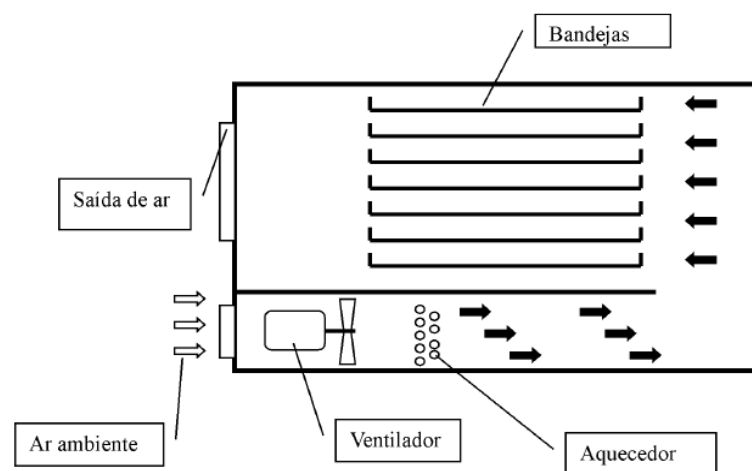 Bandejas
Saída de ar
Ar ambiente
Ventilador
Aquecedor